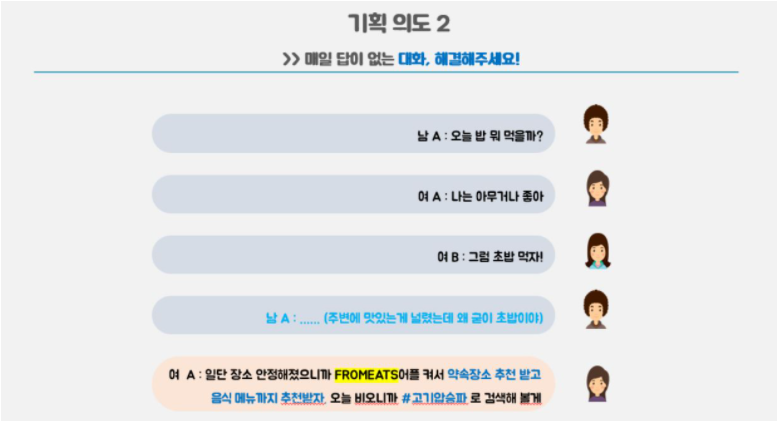 기획 의도 2
>> 매일 답이 없는 대화, 해결해주세요!
남 A : 오늘 밥 뭐 먹을까?
여 A : 나는 아무거나 좋아
여 B : 그럼 초밥 먹자!
남 A : ...... (주변에 맛있는게 널렸는데 왜 굳이 초밥이야)
여 A : 일단 장소 안정해졌으니까 FROMEATS어플 켜서 약속장소 추천 받고
음식 메뉴까지 추천받자. 오늘 비오니까 #고기압슬파 로 검색해 볼게